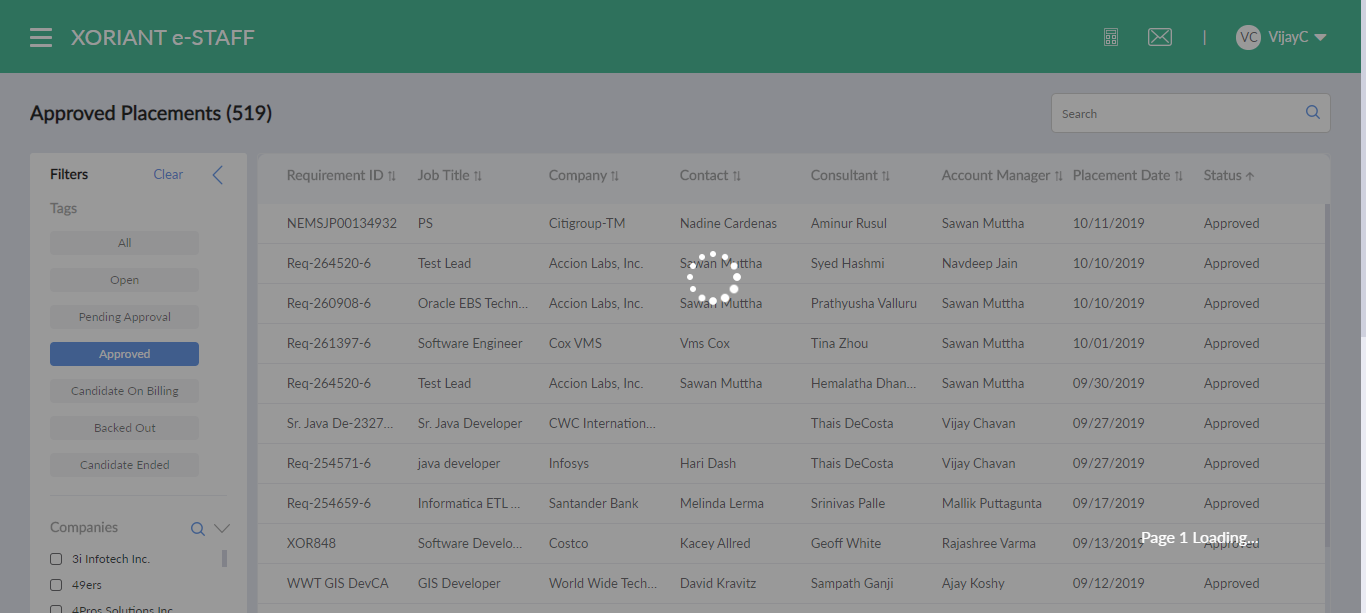 XORIANT e-STAFF
|
VC VijayC
Approved Placements (519)
Search
Filters
Clear
Tags
All
Open
Pending Approval
Approved
Candidate On Billing
Backed Out
Candidate Ended
Companies
3i Infotech Inc.
49ers
4Pros Solutions Inc
Requirement ID Job Title Company Contact Consultant Account Manager Placement Date Status
NEMSJP00134932 PS Citigroup-TM Nadine Cardenas Aminur Rusul Sawan Muttha 10/11/2019 Approved
Req-264520-6 Test Lead Accion Labs, Inc. Sawan Muttha Syed Hashmi Navdeep Jain 10/10/2019 Approved
Req-260908-6 Oracle EBS Techn... Accion Labs, Inc. Sawan Muttha Prathyusha Valluru Sawan Muttha 10/10/2019 Approved
Req-261397-6 Software Engineer Cox VMS Vms Cox Tina Zhou Sawan Muttha 10/01/2019 Approved
Req-264520-6 Test Lead Accion Labs, Inc. Sawan Muttha Hemalatha Dhan... Sawan Muttha 09/30/2019 Approved
Sr. Java De-2327... Sr. Java Developer CWC Internation... Thais DeCosta Vijay Chavan 09/27/2019 Approved
Req-254571-6 java developer Infosys Hari Dash Thais DeCosta Vijay Chavan 09/27/2019 Approved
Req-254659-6 Informatica ETL ... Santander Bank Melinda Lerma Srinivas Palle Mallik Puttagunta 09/17/2019 Approved
XOR848 Software Develo... Costco Kacey Allred Geoff White Rajashree Varma 09/13/2019 Approved
Page 1 Loading...
WWT GIS DevCA GIS Developer World Wide Tech... David Kravitz Sampath Ganji Ajay Koshy 09/12/2019 Approved